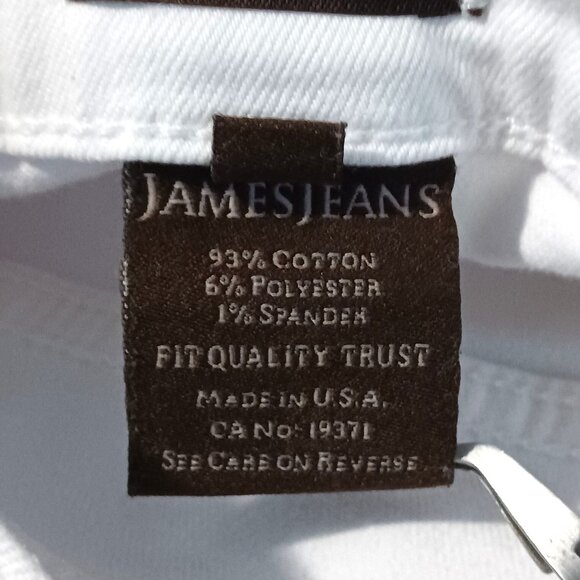 JAMESJEANS
93% COTTON
6% POLYESTER
1% SPANDEX
FIT QUALITY TRUST
MADE IN U.S.A.
CA NO: 19371
SEE CARE ON REVERSE